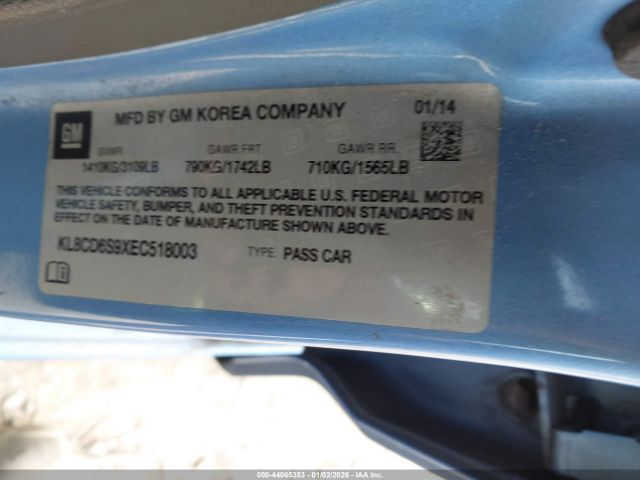 GM
MFD BY GM KOREA COMPANY 01/14
GVWR GAWR FRT GAWR RR
1410KG/3109LB 790KG/1742LB 710KG/1565LB
THIS VEHICLE CONFORMS TO ALL APPLICABLE U.S. FEDERAL MOTOR
VEHICLE SAFETY, BUMPER, AND THEFT PREVENTION STANDARDS IN
EFFECT ON THE DATE OF MANUFACTURE SHOWN ABOVE.
KL8CD6S9XEC518003 TYPE: PASS CAR
000-44065353 - 01/02/2026 - IAA Inc.